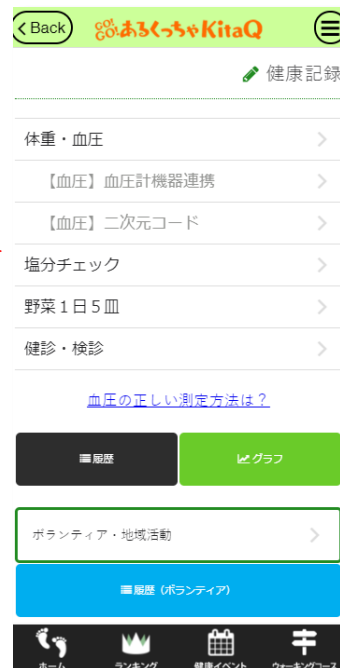 Back GO!GO!あるくっちゃKitaQ
健康記録
体重・血圧
【血圧】血圧計機器連携
【血圧】二次元コード
塩分チェック
野菜1日5皿
健診・検診
血圧の正しい測定方法は？
履歴 グラフ
ボランティア・地域活動
履歴（ボランティア）
ホーム ランキング 健康イベント ウォーキングコース